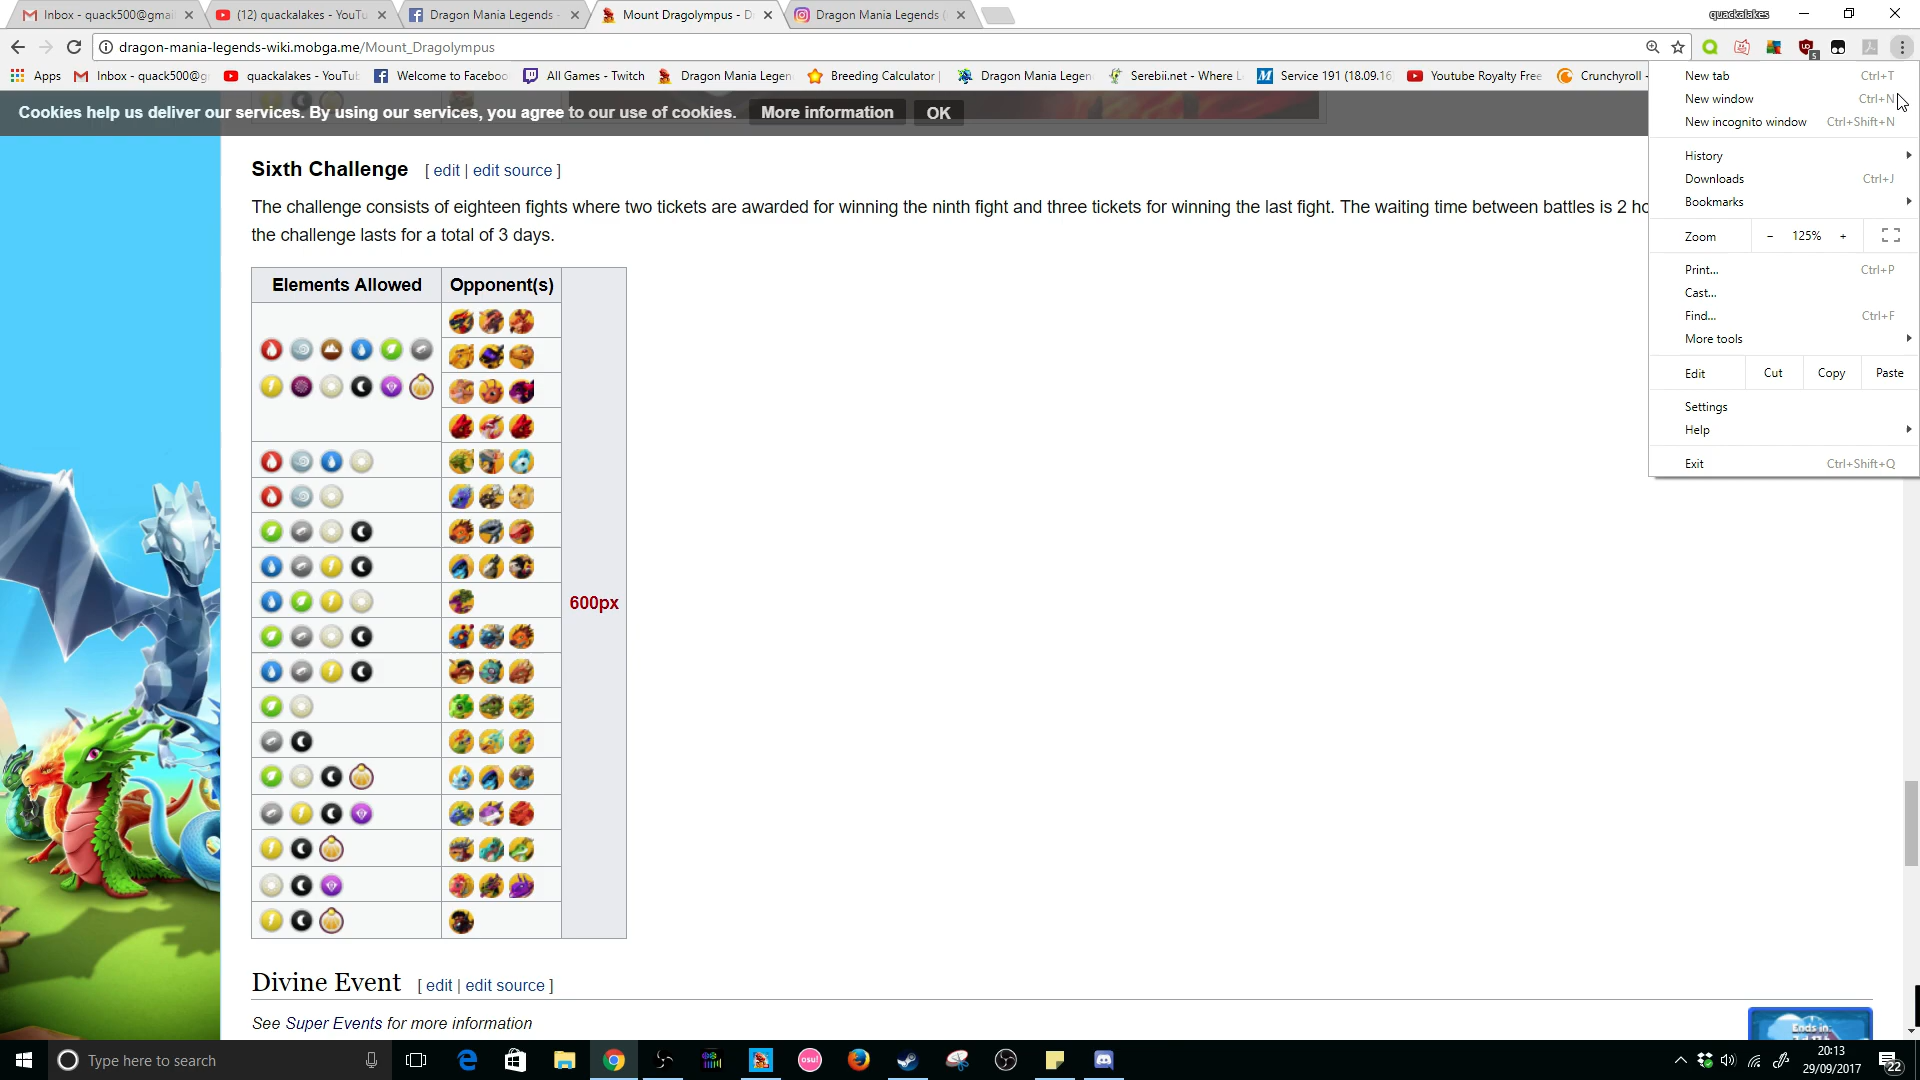 Inbox - quack500@gmai
(12) quackalakes - YouTu
Dragon Mania Legends
Mount Dragolympus - D
Dragon Mania Legends (
quackalakes
dragon-mania-legends-wiki.mobga.me/Mount_Dragolympus
Apps
Inbox - quack500@g
quackalakes - YouTub
Welcome to Faceboo
All Games - Twitch
Dragon Mania Legen
Breeding Calculator |
Dragon Mania Legen
Serebii.net - Where L
Service 191 (18.09.16
Youtube Royalty Free
Crunchyroll -
Cookies help us deliver our services. By using our services, you agree to our use of cookies.
More information
OK
New tab Ctrl+T
New window Ctrl+N
New incognito window Ctrl+Shift+N
History
Downloads Ctrl+J
Bookmarks
Zoom - 125% +
Print... Ctrl+P
Cast...
Find... Ctrl+F
More tools
Edit Cut Copy Paste
Settings
Help
Exit Ctrl+Shift+Q
Sixth Challenge [ edit | edit source ]
The challenge consists of eighteen fights where two tickets are awarded for winning the ninth fight and three tickets for winning the last fight. The waiting time between battles is 2 ho
the challenge lasts for a total of 3 days.
Elements Allowed Opponent(s)
600px
Divine Event [ edit | edit source ]
See Super Events for more information
Ends in:
Type here to search
osu!
20:13
29/09/2017
22